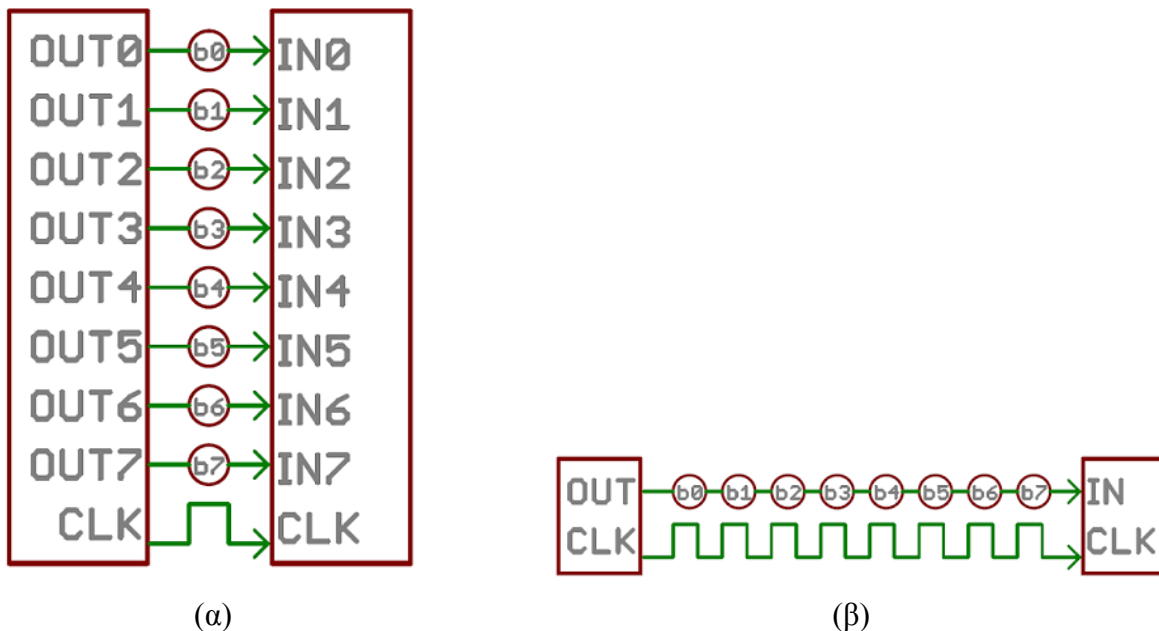 OUT0 b0 IN0
OUT1 b1 IN1
OUT2 b2 IN2
OUT3 b3 IN3
OUT4 b4 IN4
OUT5 b5 IN5
OUT6 b6 IN6
OUT7 b7 IN7
CLK CLK
(α)
OUT b0 b1 b2 b3 b4 b5 b6 b7 IN
CLK CLK
(β)